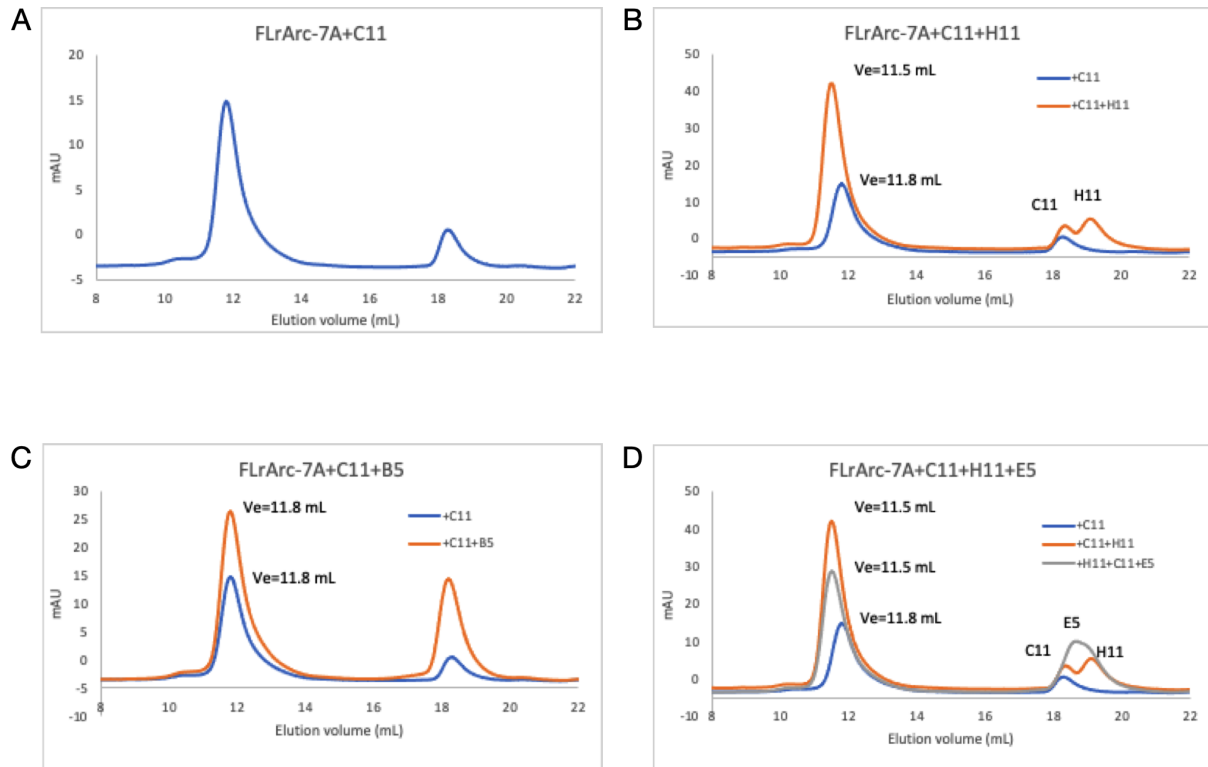 A
FLrArc-7A+C11
20
15
10
5
0
-5
mAU
8 10 12 14 16 18 20 22
Elution volume (mL)
B
FLrArc-7A+C11+H11
50
40
30
20
10
0
-10
mAU
Ve=11.5 mL
+C11
+C11+H11
Ve=11.8 mL
C11 H11
8 10 12 14 16 18 20 22
Elution volume (mL)
C
FLrArc-7A+C11+B5
30
25
20
15
10
5
0
-5
-10
mAU
Ve=11.8 mL
+C11
+C11+B5
Ve=11.8 mL
8 10 12 14 16 18 20 22
Elution volume (mL)
D
FLrArc-7A+C11+H11+E5
50
40
30
20
10
0
-10
mAU
Ve=11.5 mL
+C11
+C11+H11
+H11+C11+E5
Ve=11.5 mL
Ve=11.8 mL
E5
C11 H11
8 10 12 14 16 18 20 22
Elution volume (mL)